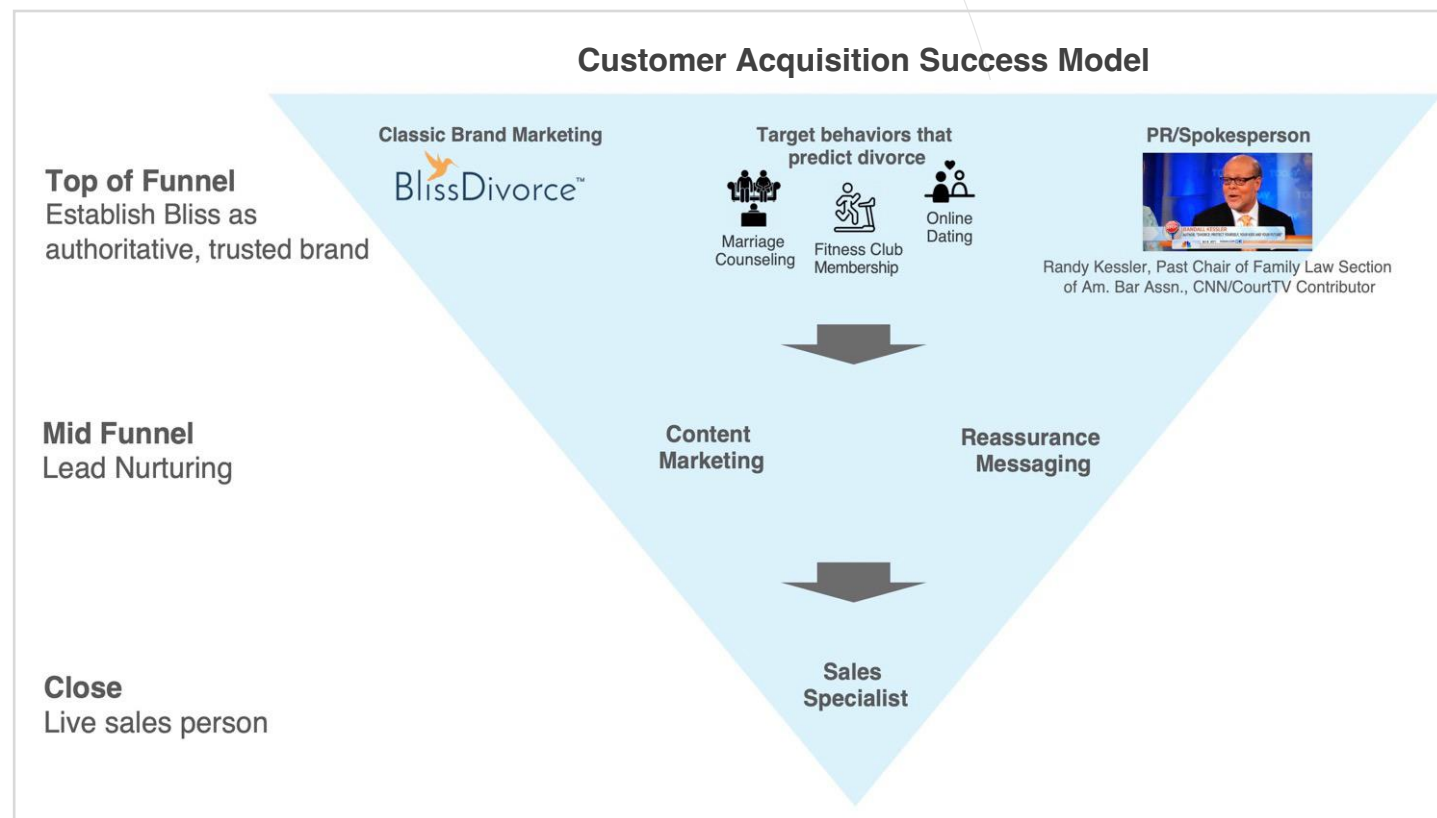 Customer Acquisition Success Model
Top of Funnel
Establish Bliss as
authoritative, trusted brand
Classic Brand Marketing
BlissDivorce™
Target behaviors that
predict divorce
Marriage
Counseling
Fitness Club
Membership
Online
Dating
PR/Spokesperson
TODAY
RANDALL KESSLER
Randy Kessler, Past Chair of Family Law Section
of Am. Bar Assn., CNN/CourtTV Contributor
Mid Funnel
Lead Nurturing
Content
Marketing
Reassurance
Messaging
Close
Live sales person
Sales
Specialist